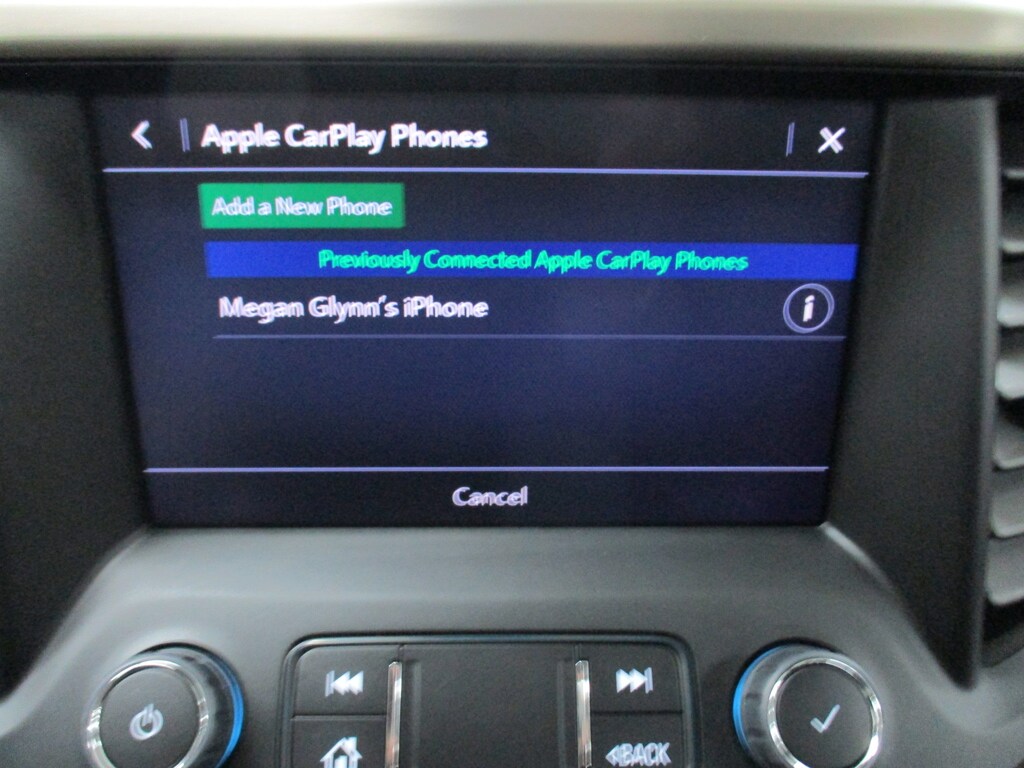 Apple CarPlay Phones
Add a New Phone
Previously Connected Apple CarPlay Phones
Megan Glynn's iPhone
i
Cancel
BACK